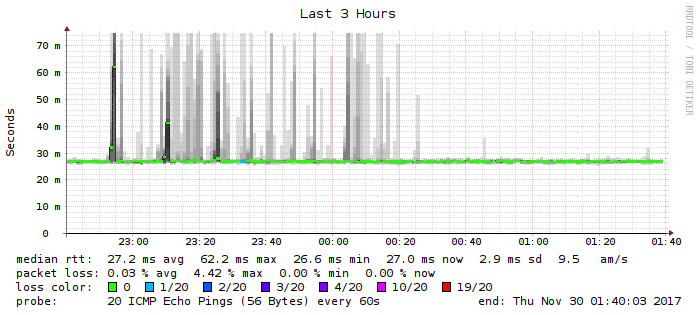 Last 3 Hours
RRDTOOL / TOBI OETIKER
Seconds
70 m
60 m
50 m
40 m
30 m
20 m
10 m
0
23:00 23:20 23:40 00:00 00:20 00:40 01:00 01:20 01:40
median rtt: 27.2 ms avg 62.2 ms max 26.6 ms min 27.0 ms now 2.9 ms sd 9.5 am/s
packet loss: 0.03 % avg 4.42 % max 0.00 % min 0.00 % now
loss color: 0 1/20 2/20 3/20 4/20 10/20 19/20
probe: 20 ICMP Echo Pings (56 Bytes) every 60s end: Thu Nov 30 01:40:03 2017